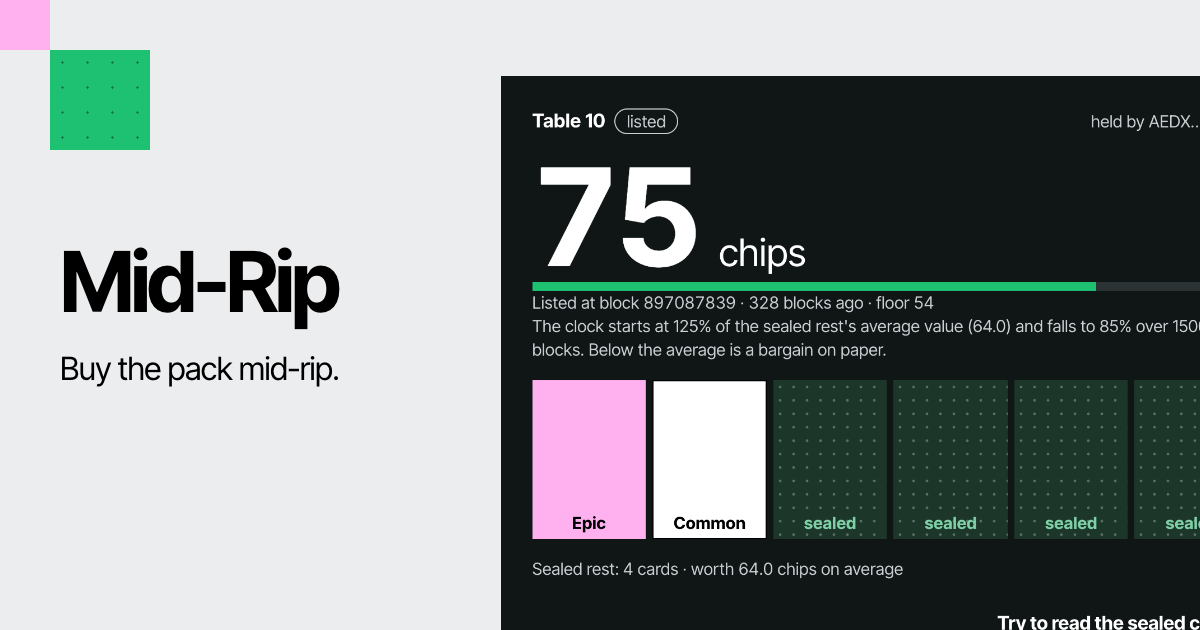 Mid-Rip
Buy the pack mid-rip.
Table 10 listed
held by AEDX...
75 chips
Listed at block 897087839 · 328 blocks ago · floor 54
The clock starts at 125% of the sealed rest's average value (64.0) and falls to 85% over 1500
blocks. Below the average is a bargain on paper.
Epic
Common
sealed
sealed
sealed
Sealed rest: 4 cards · worth 64.0 chips on average
Try to read the sealed